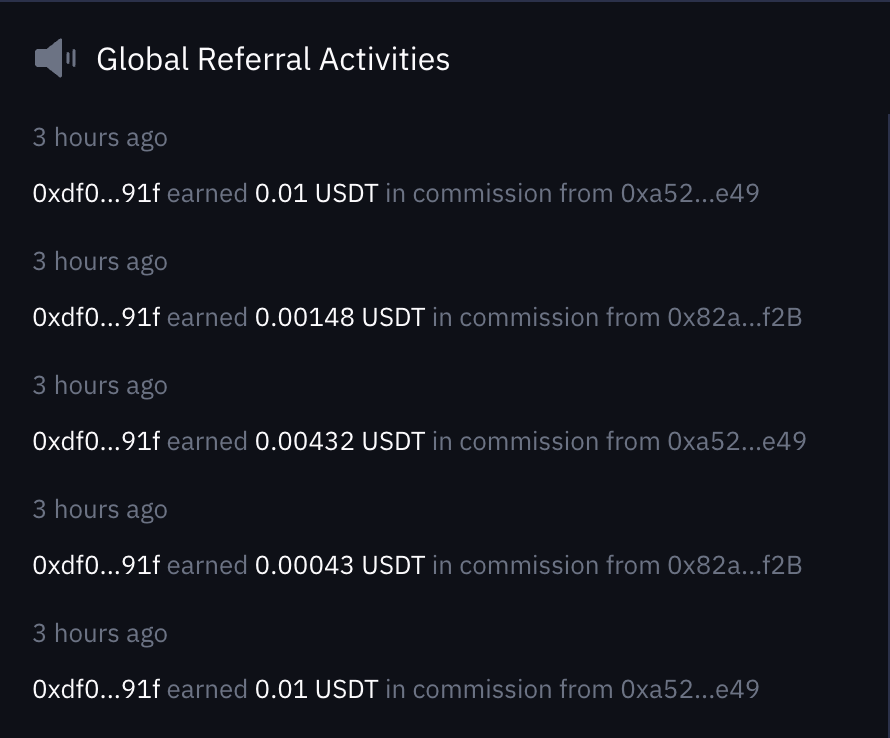 Global Referral Activities
3 hours ago
0xdf0...91f earned 0.01 USDT in commission from 0xa52...e49
3 hours ago
0xdf0...91f earned 0.00148 USDT in commission from 0x82a...f2B
3 hours ago
0xdf0...91f earned 0.00432 USDT in commission from 0xa52...e49
3 hours ago
0xdf0...91f earned 0.00043 USDT in commission from 0x82a...f2B
3 hours ago
0xdf0...91f earned 0.01 USDT in commission from 0xa52...e49